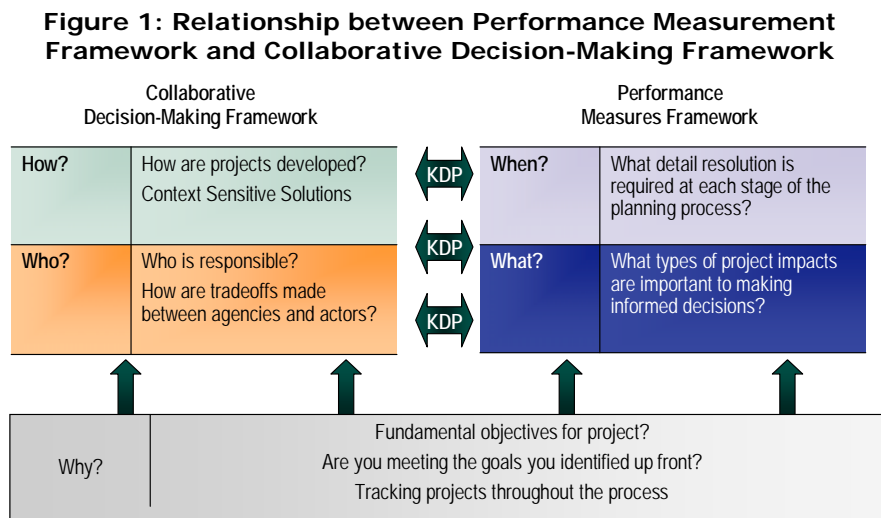 Figure 1: Relationship between Performance Measurement
Framework and Collaborative Decision-Making Framework
Collaborative
Decision-Making Framework
Performance
Measures Framework
How?
How are projects developed?
Context Sensitive Solutions
KDP
When?
What detail resolution is
required at each stage of the
planning process?
KDP
Who?
Who is responsible?
How are tradeoffs made
between agencies and actors?
What?
What types of project impacts
are important to making
informed decisions?
KDP
Why?
Fundamental objectives for project?
Are you meeting the goals you identified up front?
Tracking projects throughout the process